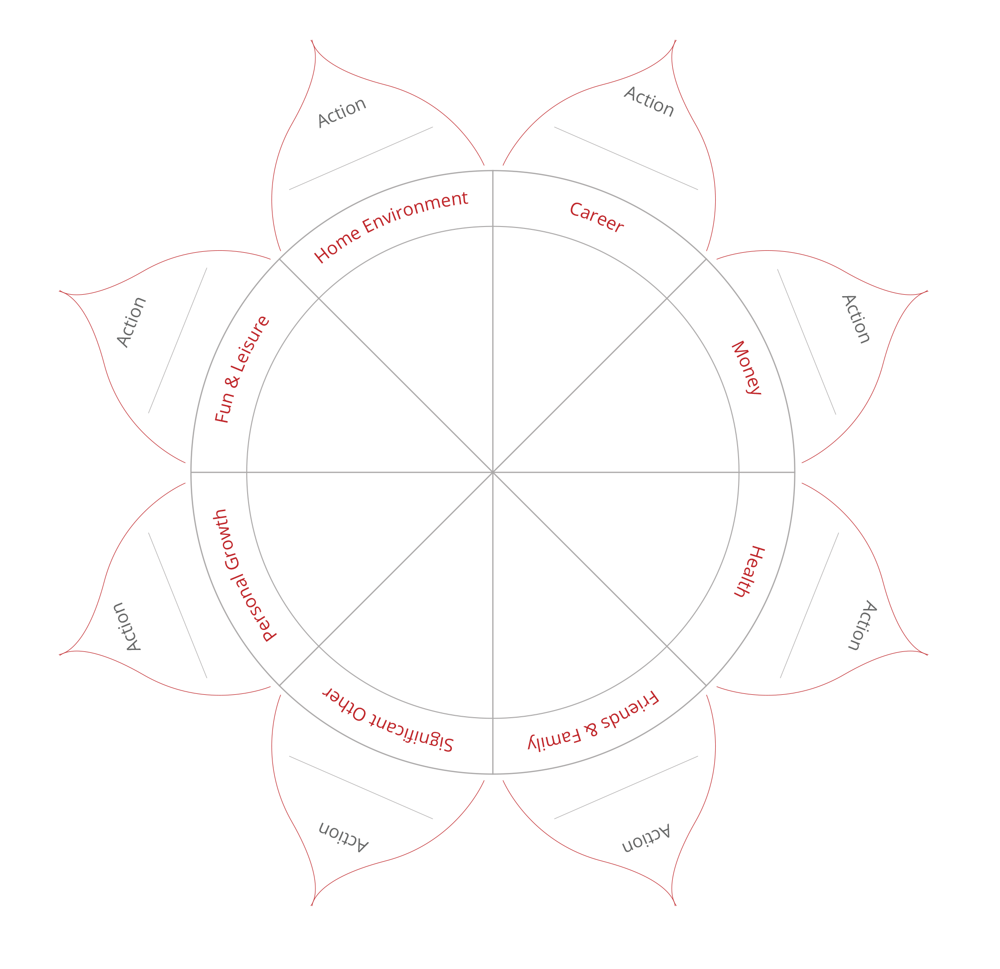 Action
Career
Action
Money
Action
Health
Action
Friends & Family
Action
Significant Other
Action
Personal Growth
Action
Fun & Leisure
Action
Home Environment